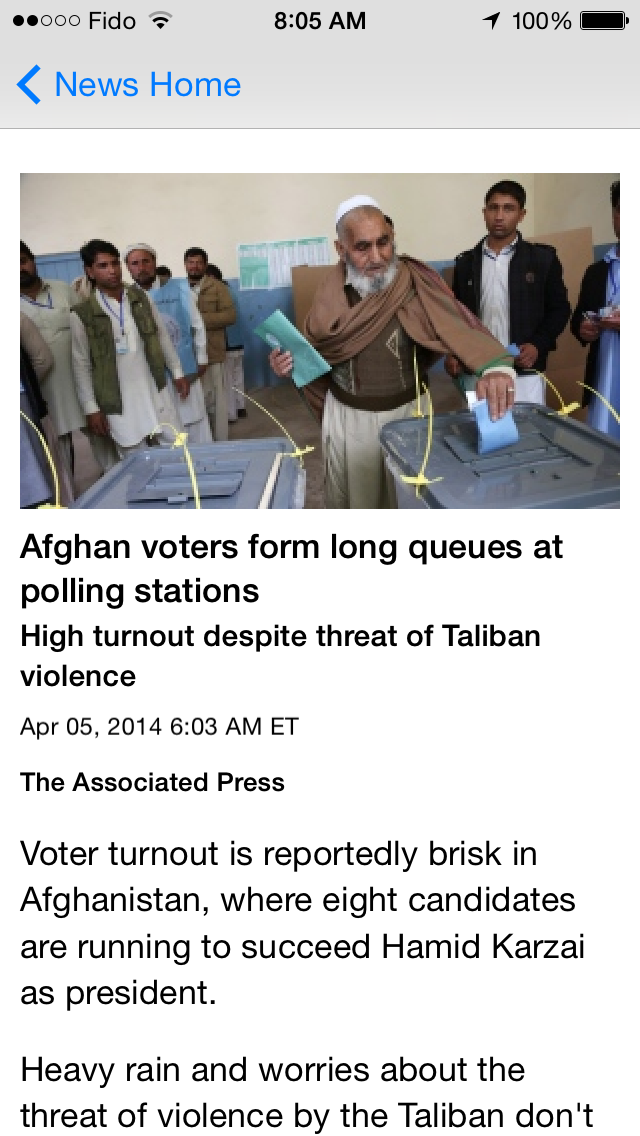 Fido 8:05 AM 100%
News Home
Afghan voters form long queues at
polling stations
High turnout despite threat of Taliban
violence
Apr 05, 2014 6:03 AM ET
The Associated Press
Voter turnout is reportedly brisk in
Afghanistan, where eight candidates
are running to succeed Hamid Karzai
as president.
Heavy rain and worries about the
threat of violence by the Taliban don't